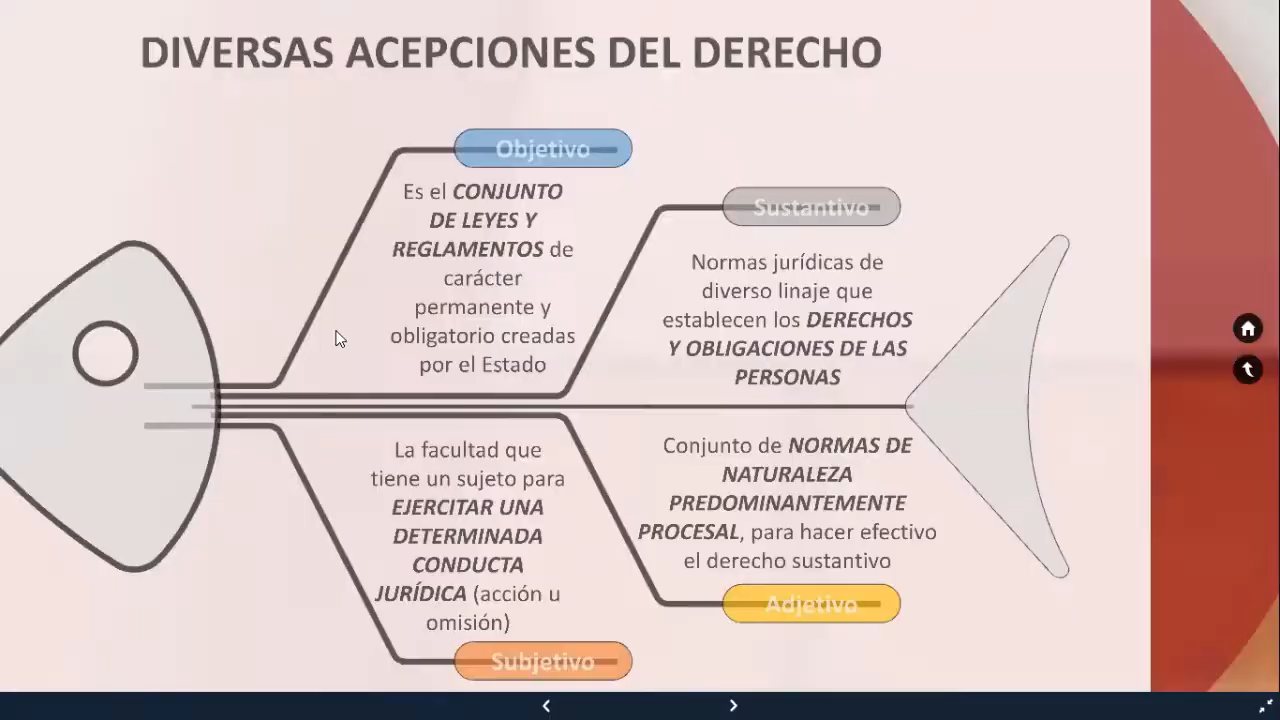 DIVERSAS ACEPCIONES DEL DERECHO
Objetivo
Es el CONJUNTO
DE LEYES Y
REGLAMENTOS de
carácter
permanente y
obligatorio creadas
por el Estado
Sustantivo
Normas jurídicas de
diverso linaje que
establecen los DERECHOS
Y OBLIGACIONES DE LAS
PERSONAS
La facultad que
tiene un sujeto para
EJERCITAR UNA
DETERMINADA
CONDUCTA
JURÍDICA (acción u
omisión)
Subjetivo
Conjunto de NORMAS DE
NATURALEZA
PREDOMINANTEMENTE
PROCESAL, para hacer efectivo
el derecho sustantivo
Adjetivo